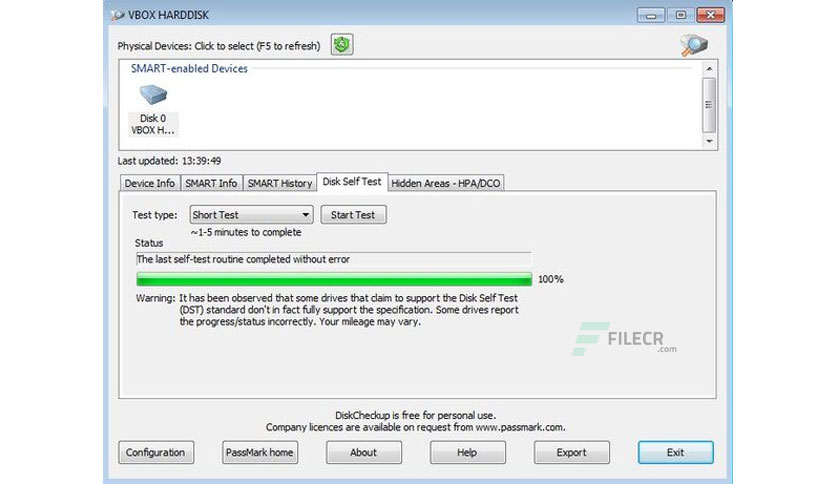 VBOX HARDDISK
Physical Devices: Click to select (F5 to refresh)
SMART-enabled Devices
Disk 0
VBOX H...
Last updated: 13:39:49
Device Info SMART Info SMART History Disk Self Test Hidden Areas - HPA/DCO
Test type: Short Test Start Test
~1-5 minutes to complete
Status
The last self-test routine completed without error
100%
Warning: It has been observed that some drives that claim to support the Disk Self Test
(DST) standard don't in fact fully support the specification. Some drives report
the progress/status incorrectly. Your mileage may vary.
FILECR
.com
DiskCheckup is free for personal use.
Company licences are available on request from www.passmark.com.
Configuration PassMark home About Help Export Exit